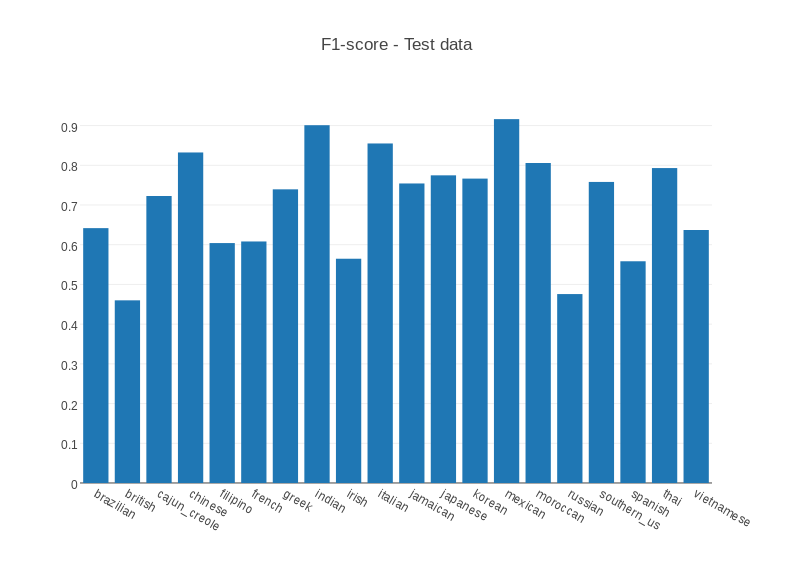 F1-score - Test data
0.9
0.8
0.7
0.6
0.5
0.4
0.3
0.2
0.1
0
brazilian
british
cajun_creole
chinese
filipino
french
greek
indian
irish
italian
jamaican
japanese
korean
mexican
moroccan
russian
southern_us
spanish
thai
vietnamese